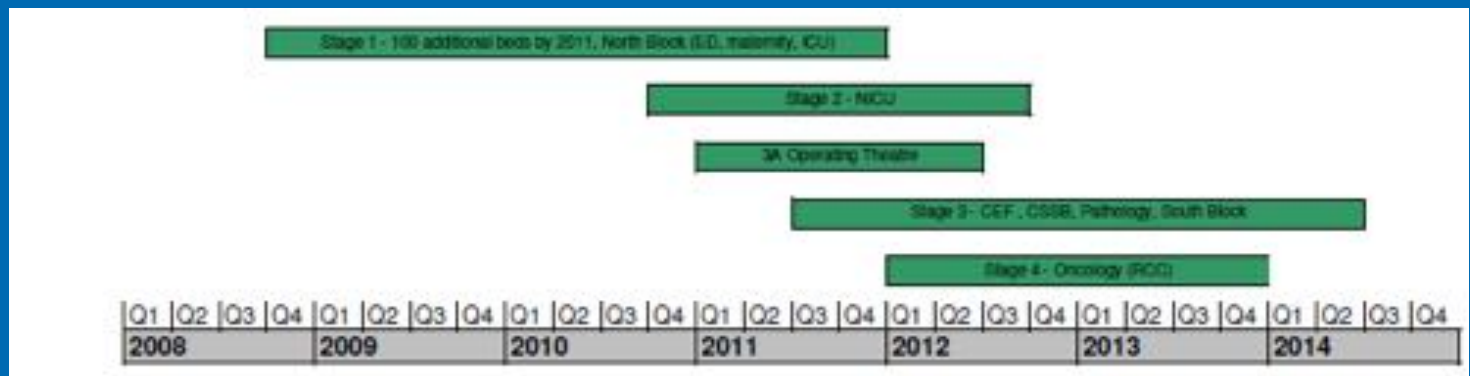 Stage 1 - 100 additional beds by 2011, North Block (ED, maternity, ICU)
Stage 2 - NICU
3A Operating Theatre
Stage 3 - CEF , CSSB, Pathology, South Block
Stage 4 - Oncology (RCC)
Q1 Q2 Q3 Q4 Q1 Q2 Q3 Q4 Q1 Q2 Q3 Q4 Q1 Q2 Q3 Q4 Q1 Q2 Q3 Q4 Q1 Q2 Q3 Q4 Q1 Q2 Q3 Q4
2008 2009 2010 2011 2012 2013 2014